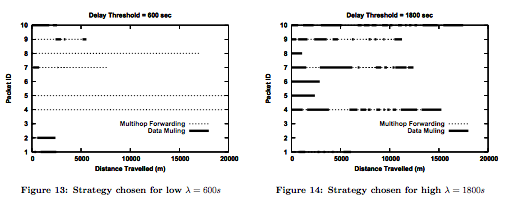 Delay Threshold = 600 sec
10
9
8
7
6
5
4
3
2
1
Packet ID
Multihop Forwarding
Data Muling
0
5000
10000
15000
20000
Distance Travelled (m)
Figure 13: Strategy chosen for low λ = 600s
Delay Threshold = 1800 sec
10
9
8
7
6
5
4
3
2
1
Packet ID
Multihop Forwarding
Data Muling
0
5000
10000
15000
20000
Distance Travelled (m)
Figure 14: Strategy chosen for high λ = 1800s